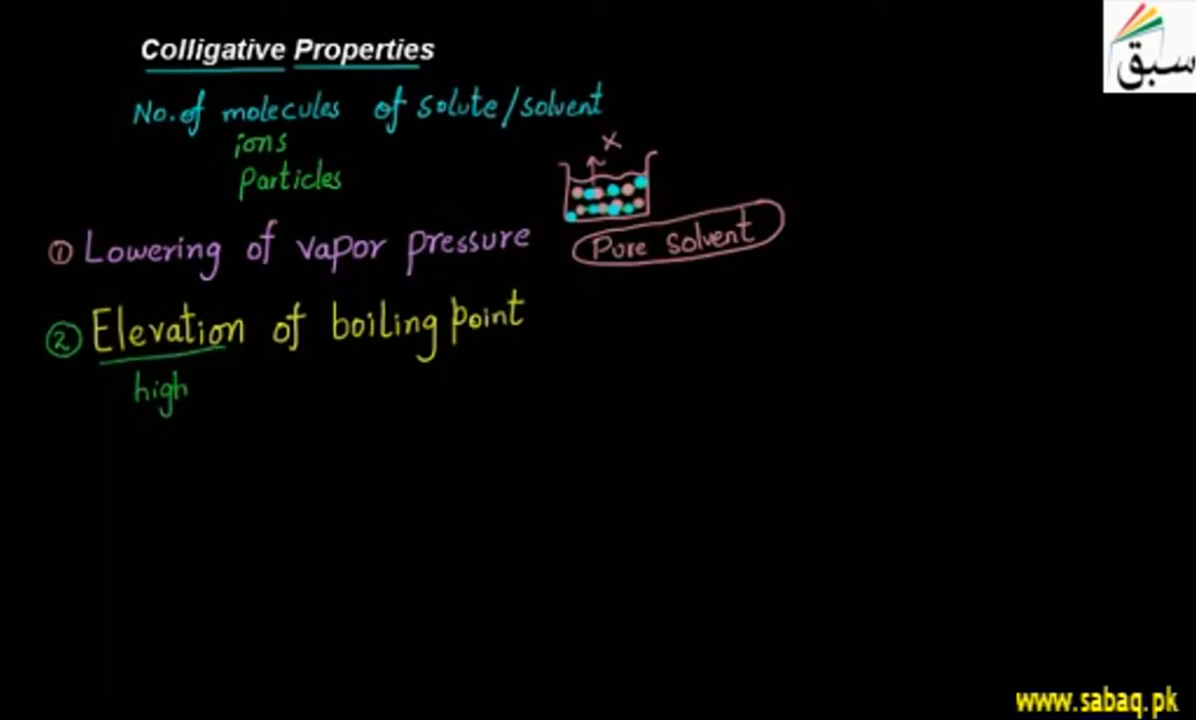 Colligative Properties
سبق
No. of molecules of solute/solvent
ions
Particles
X
① Lowering of vapor pressure
Pure solvent
② Elevation of boiling point
high
www.sabaq.pk